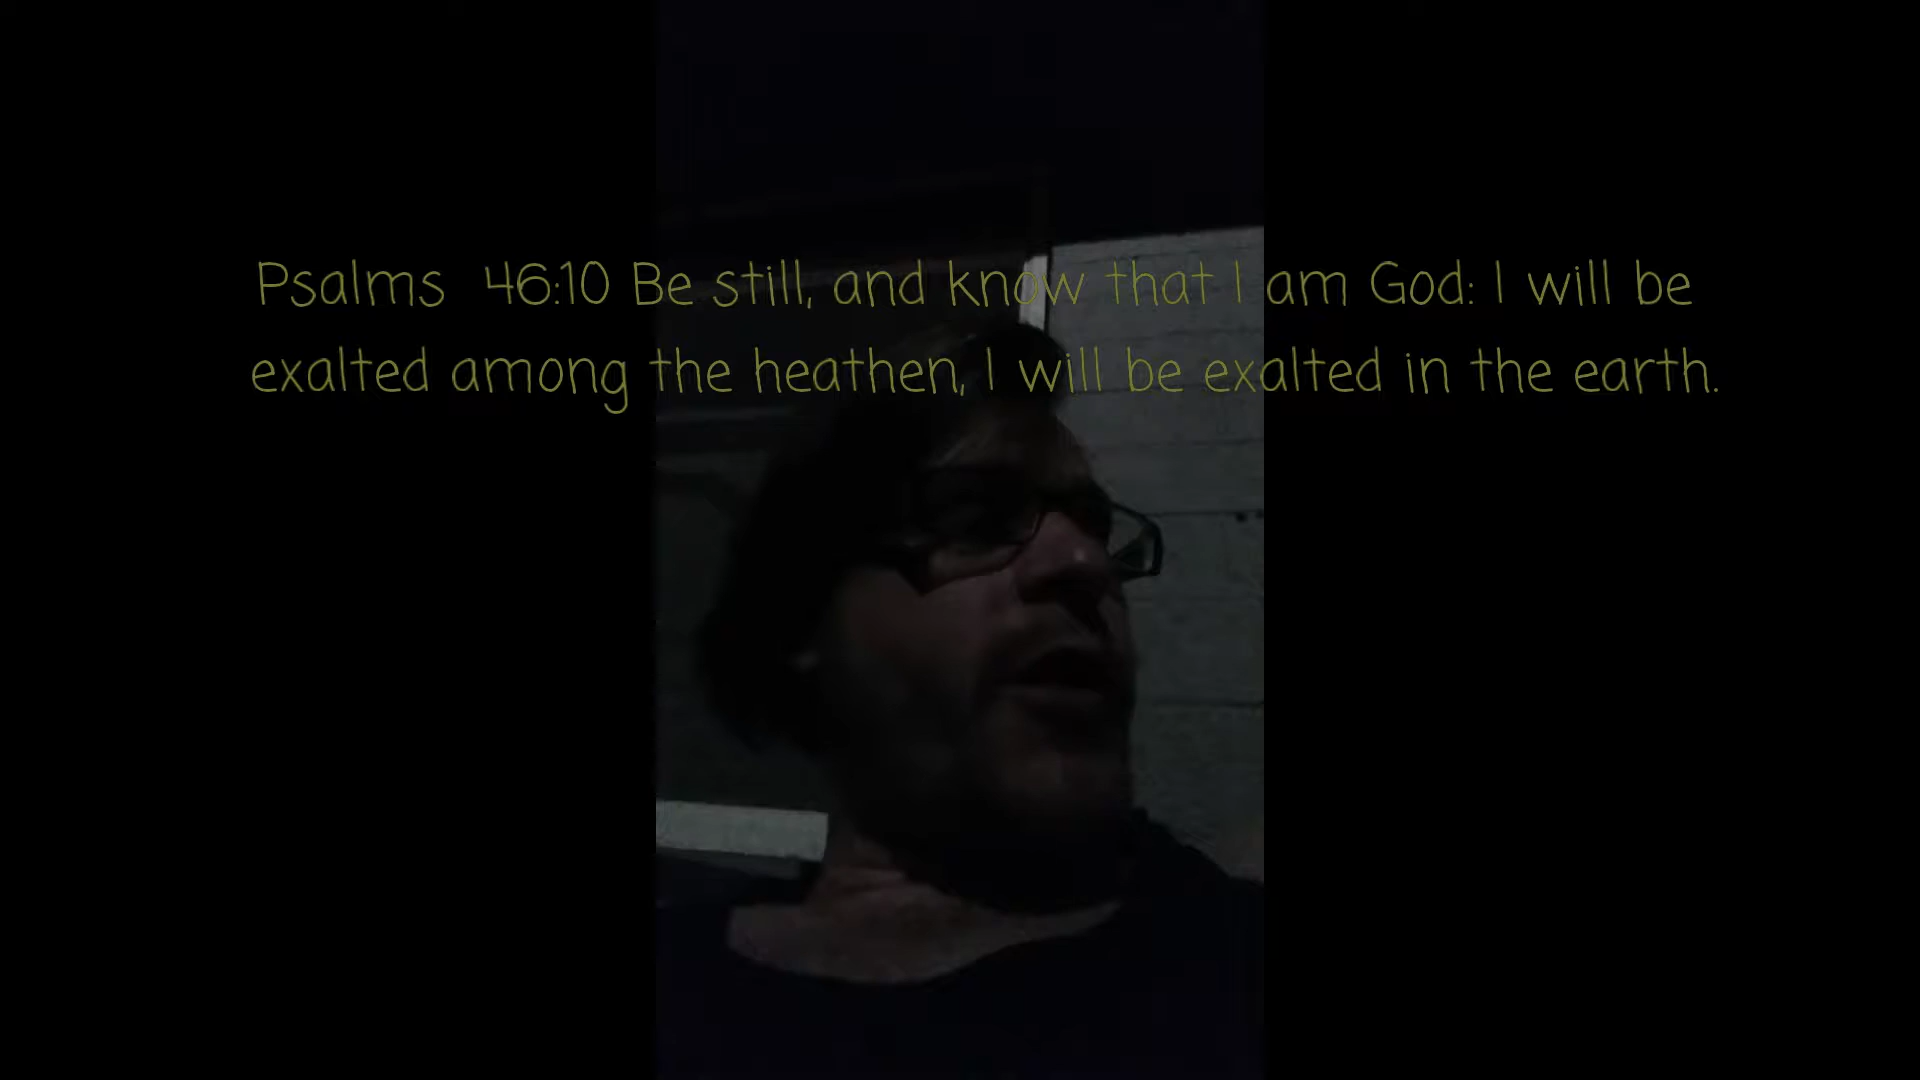 Psalms 46:10 Be still, and know that I am God: I will be
exalted among the heathen, I will be exalted in the earth.